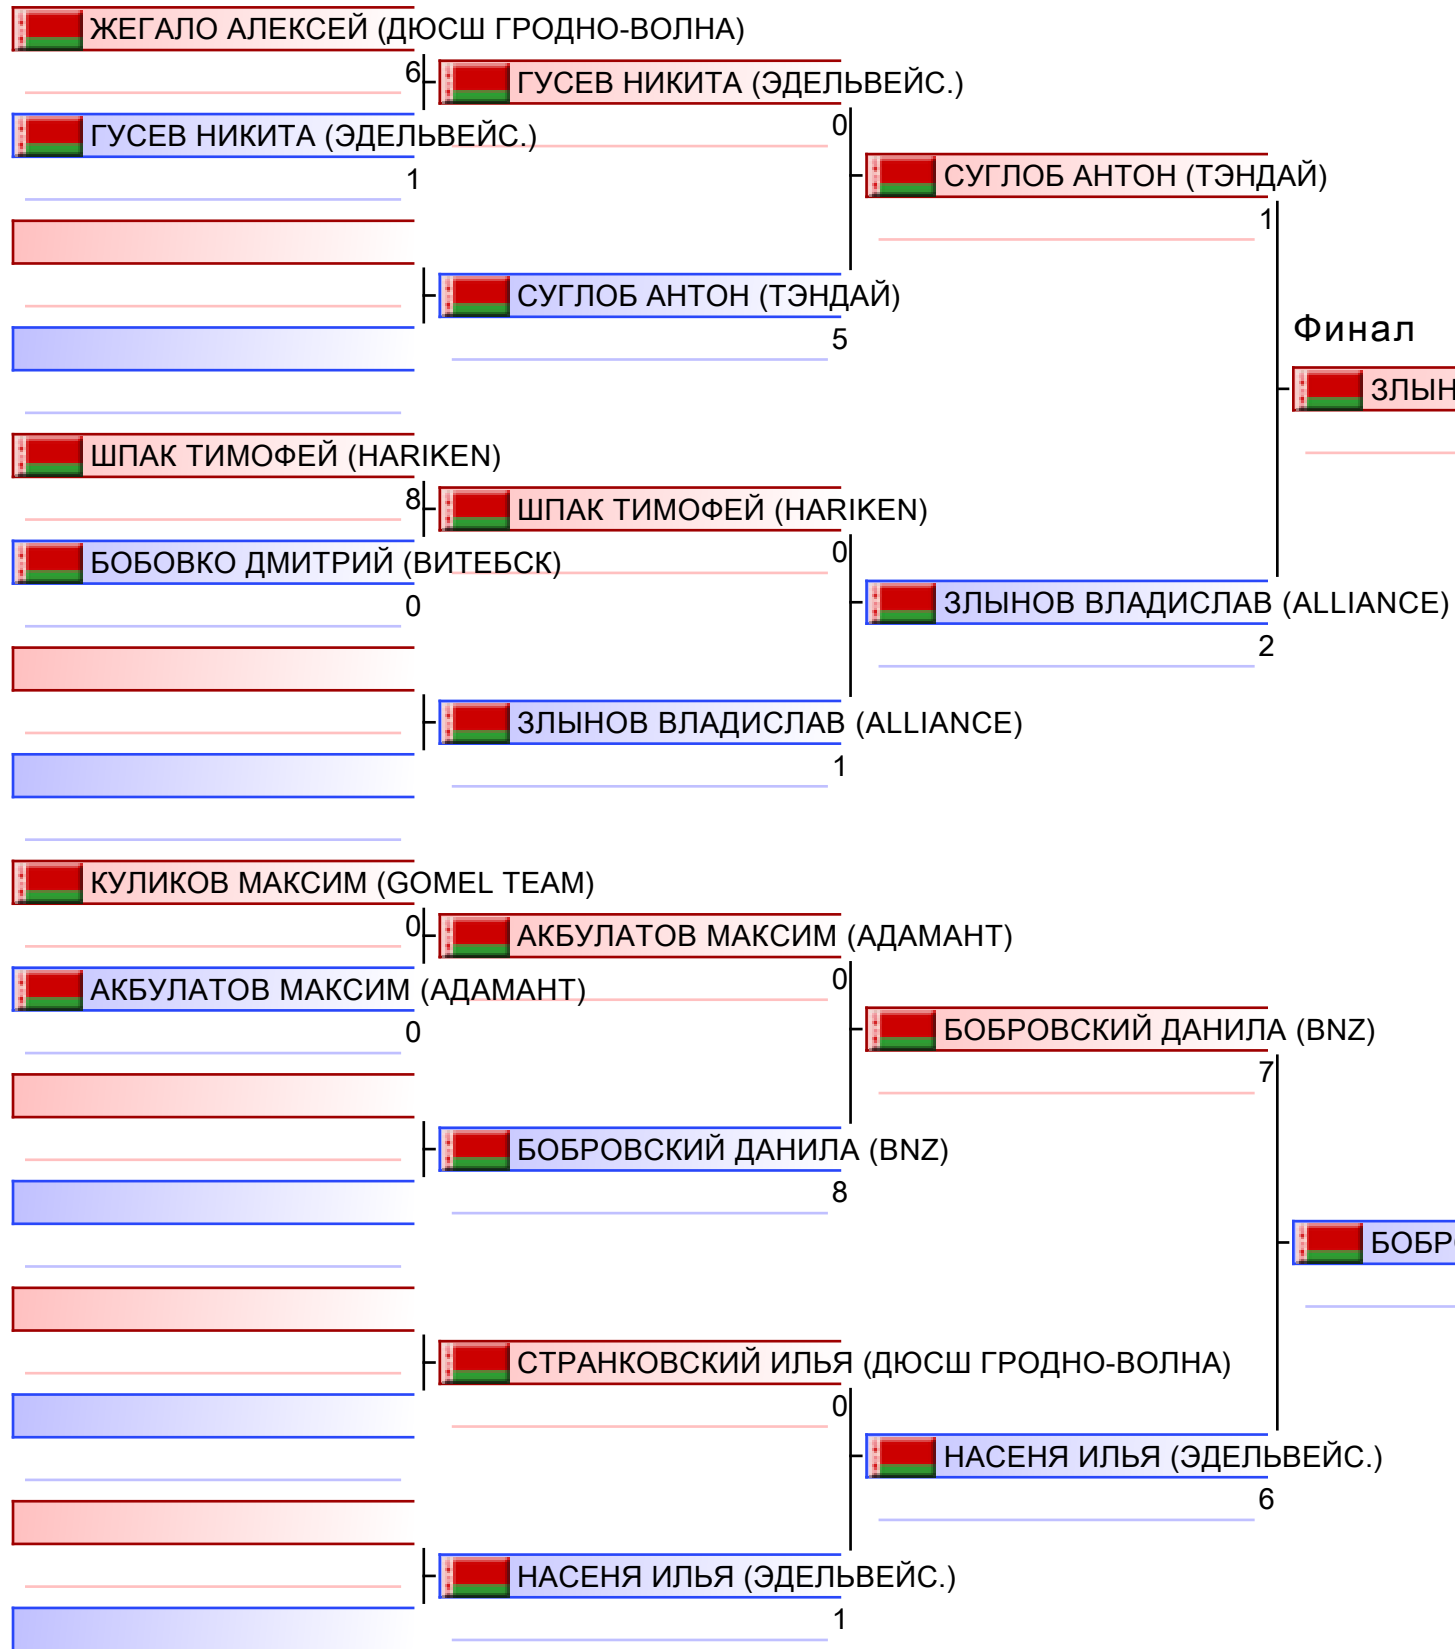 ЖЕГАЛО АЛЕКСЕЙ (ДЮСШ ГРОДНО-ВОЛНА)
6
ГУСЕВ НИКИТА (ЭДЕЛЬВЕЙС.)
0
ГУСЕВ НИКИТА (ЭДЕЛЬВЕЙС.)
1
СУГЛОБ АНТОН (ТЭНДАЙ)
1
СУГЛОБ АНТОН (ТЭНДАЙ)
5
Финал
ЗЛЫН
ШПАК ТИМОФЕЙ (HARIKEN)
8
ШПАК ТИМОФЕЙ (HARIKEN)
0
БОБОВКО ДМИТРИЙ (ВИТЕБСК)
0
ЗЛЫНОВ ВЛАДИСЛАВ (ALLIANCE)
2
ЗЛЫНОВ ВЛАДИСЛАВ (ALLIANCE)
1
КУЛИКОВ МАКСИМ (GOMEL TEAM)
0
АКБУЛАТОВ МАКСИМ (АДАМАНТ)
0
АКБУЛАТОВ МАКСИМ (АДАМАНТ)
0
БОБРОВСКИЙ ДАНИЛА (BNZ)
7
БОБРОВСКИЙ ДАНИЛА (BNZ)
8
БОБР
СТРАНКОВСКИЙ ИЛЬЯ (ДЮСШ ГРОДНО-ВОЛНА)
0
НАСЕНЯ ИЛЬЯ (ЭДЕЛЬВЕЙС.)
6
НАСЕНЯ ИЛЬЯ (ЭДЕЛЬВЕЙС.)
1